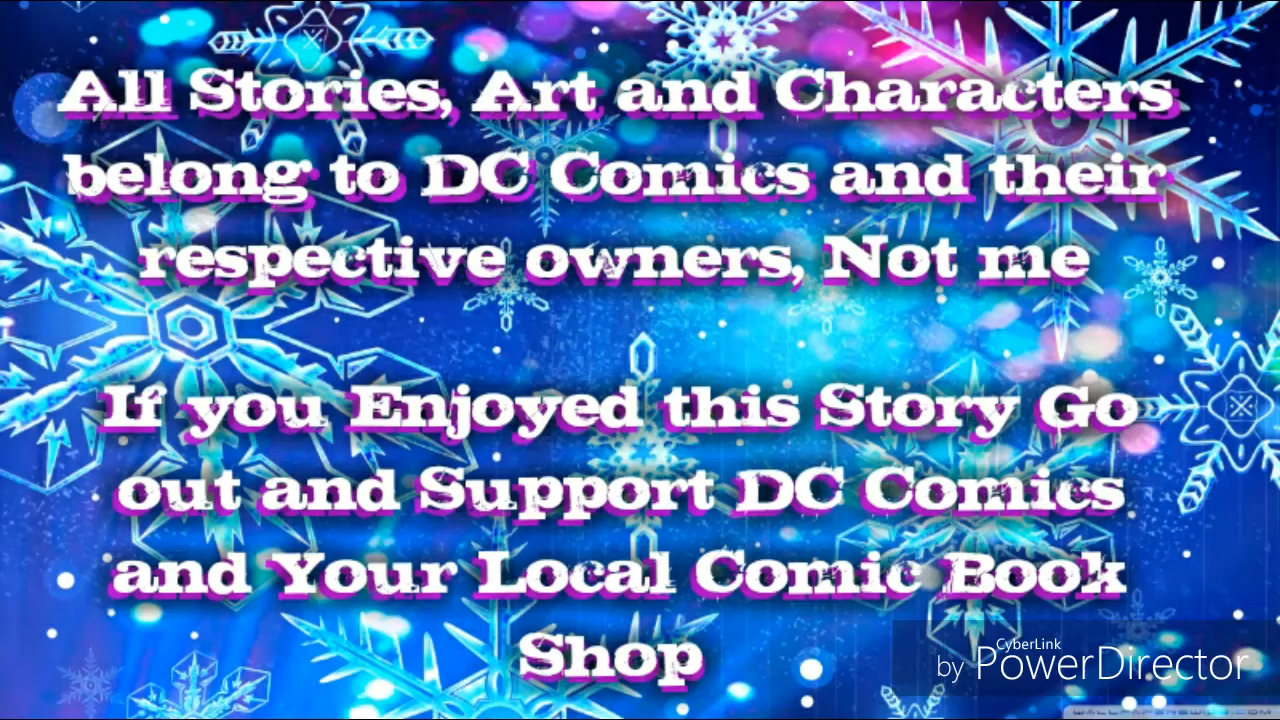 All Stories, Art and Characters
belong to DC Comics and their
respective owners, Not me
If you Enjoyed this Story Go
out and Support DC Comics
and Your Local Comic Book
Shop
CyberLink
by PowerDirector